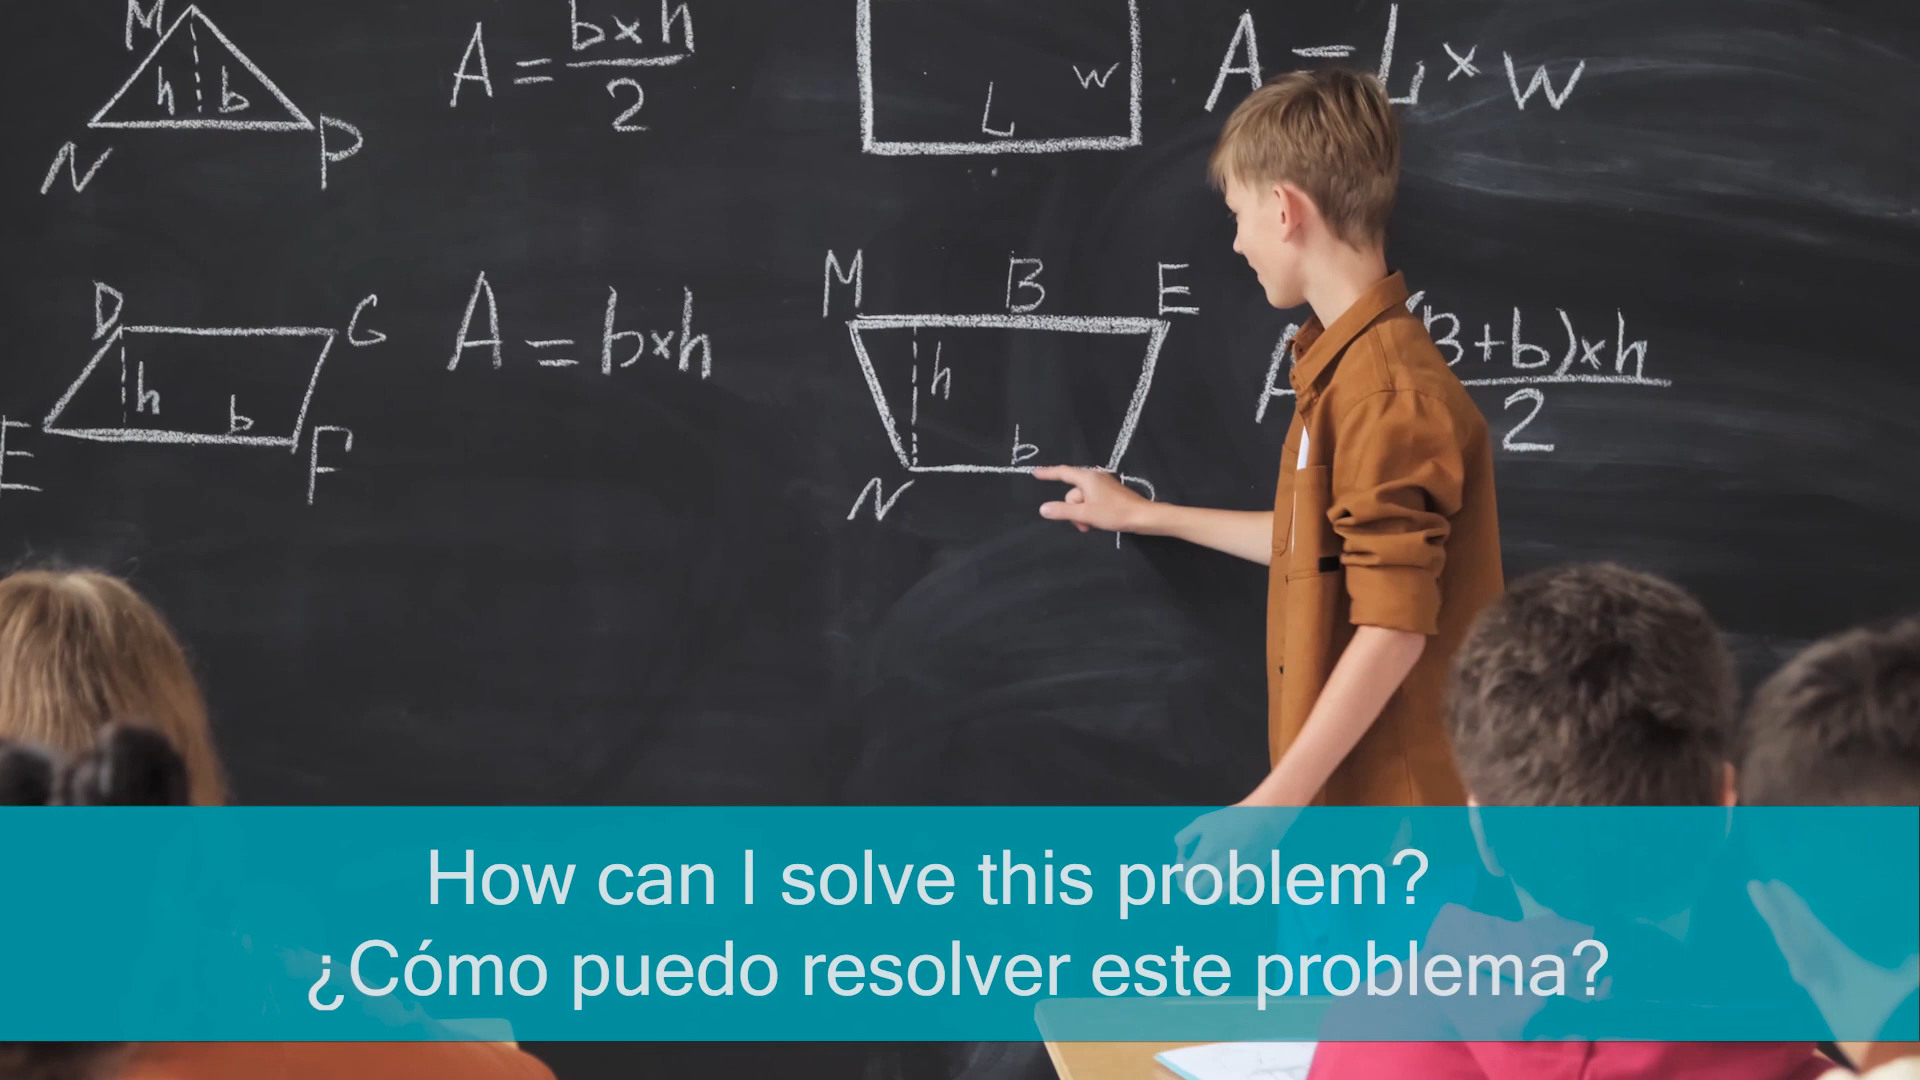 M
h b
N P
A = b×h
2
L w
A = L × w
D G
h b
E F
A = b×h
M B E
h
b
N P
A (B+b)×h
2
How can I solve this problem?
¿Cómo puedo resolver este problema?